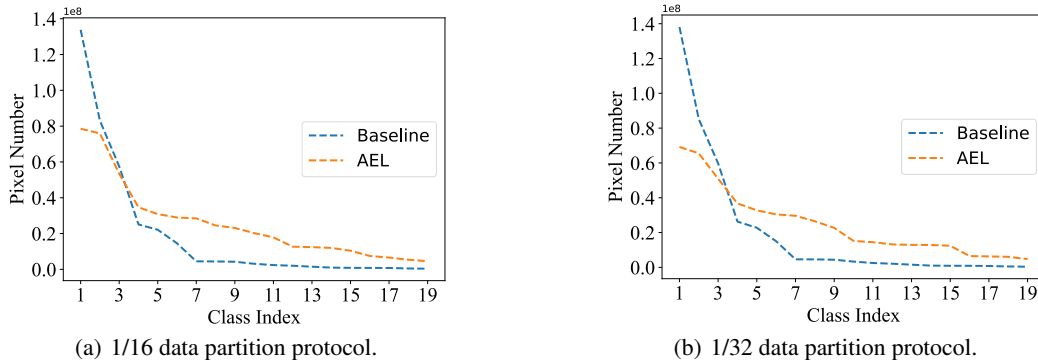 1e8
1.4
1.2
1.0
0.8
0.6
0.4
0.2
0.0
Pixel Number
Baseline
AEL
1 3 5 7 9 11 13 15 17 19
Class Index
(a) 1/16 data partition protocol.
1e8
1.4
1.2
1.0
0.8
0.6
0.4
0.2
0.0
Pixel Number
Baseline
AEL
1 3 5 7 9 11 13 15 17 19
Class Index
(b) 1/32 data partition protocol.